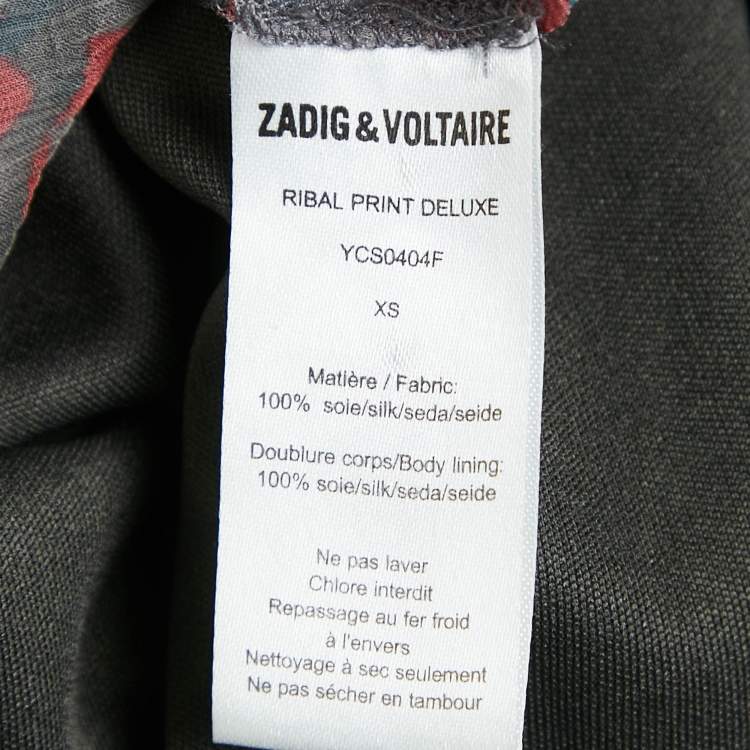 ZADIG & VOLTAIRE
RIBAL PRINT DELUXE
YCS0404F
XS
Matière / Fabric:
100% soie/silk/seda/seide
Doublure corps/Body lining:
100% soie/silk/seda/seide
Ne pas laver
Chlore interdit
Repassage au fer froid
à l'envers
Nettoyage à sec seulement
Ne pas sécher en tambour